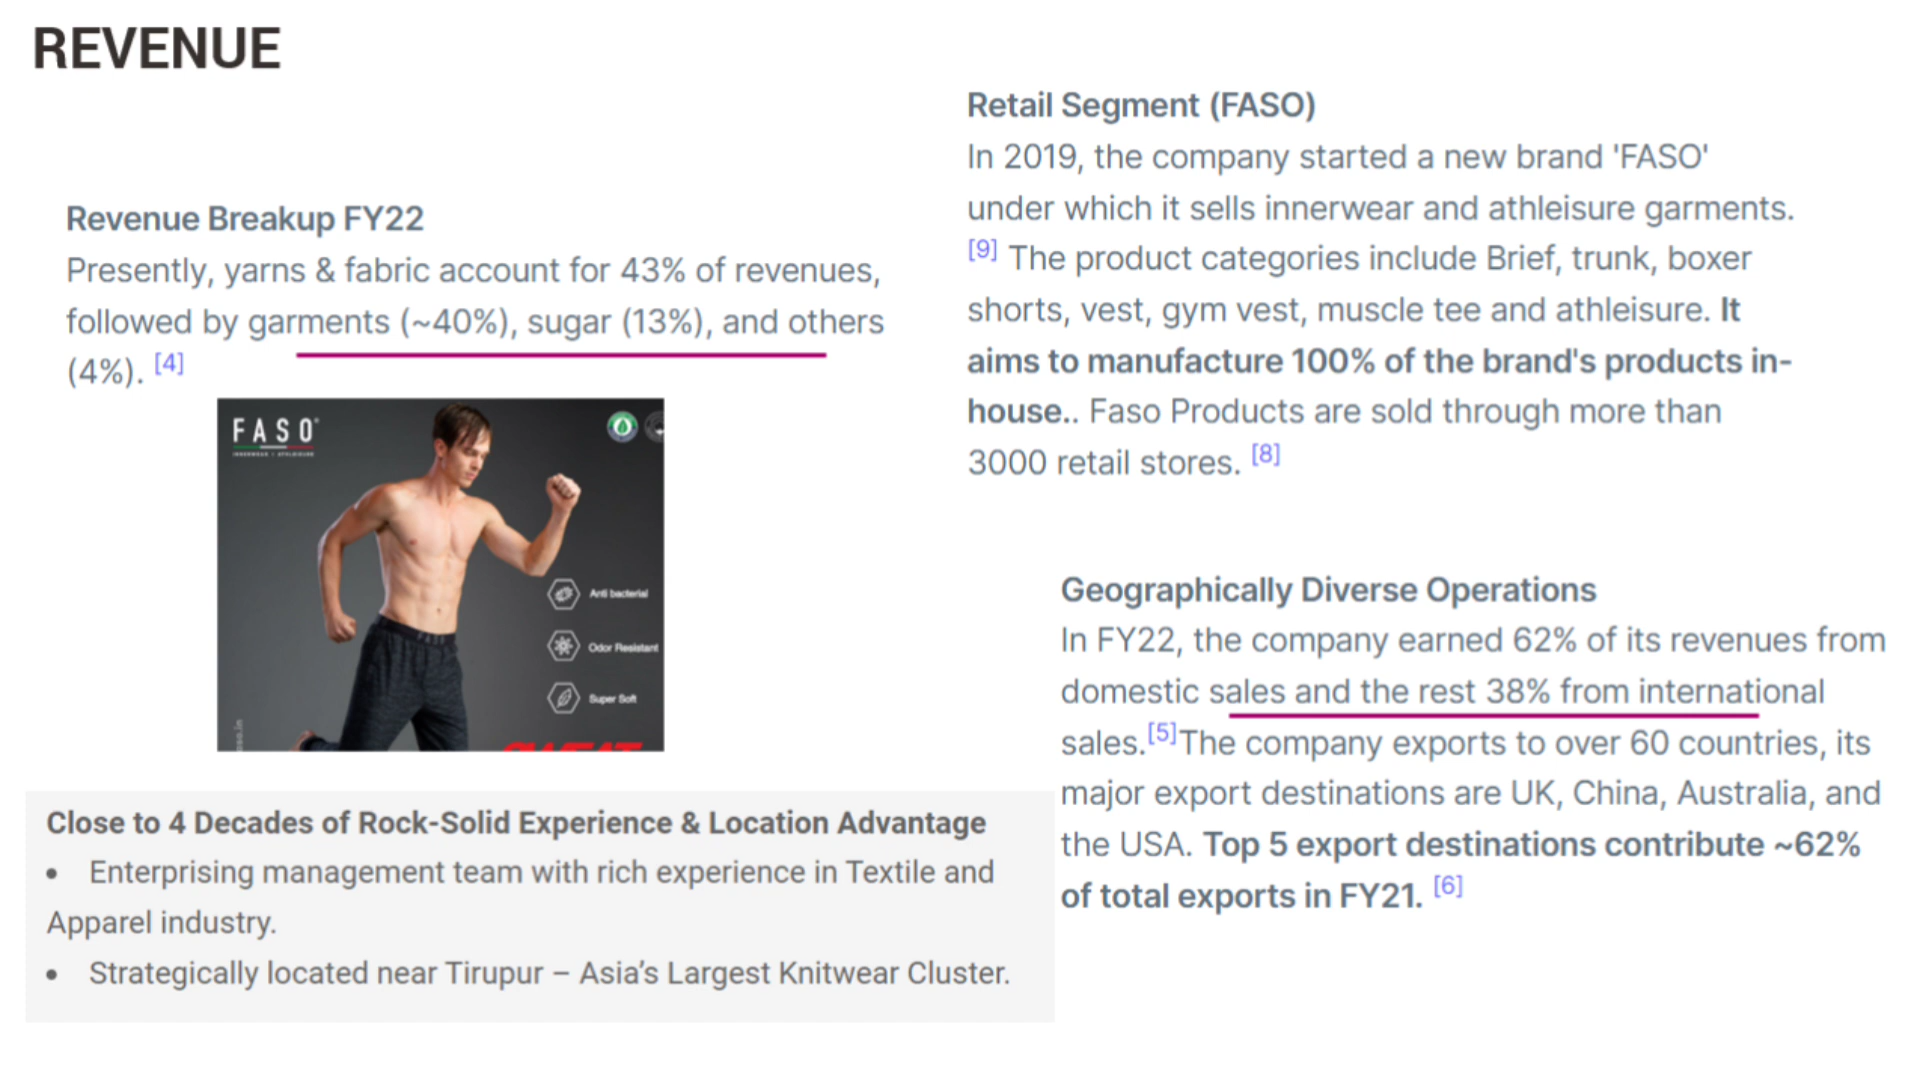 REVENUE
Revenue Breakup FY22
Presently, yarns & fabric account for 43% of revenues,
followed by garments (~40%), sugar (13%), and others
(4%). [4]
FASO
INNERWEAR + ATHLEISURE
Anti bacterial
Odor Resistant
Super Soft
SWEAT
Close to 4 Decades of Rock-Solid Experience & Location Advantage
• Enterprising management team with rich experience in Textile and
Apparel industry.
• Strategically located near Tirupur – Asia's Largest Knitwear Cluster.
Retail Segment (FASO)
In 2019, the company started a new brand 'FASO'
under which it sells innerwear and athleisure garments.
[9] The product categories include Brief, trunk, boxer
shorts, vest, gym vest, muscle tee and athleisure. It
aims to manufacture 100% of the brand's products in-
house.. Faso Products are sold through more than
3000 retail stores. [8]
Geographically Diverse Operations
In FY22, the company earned 62% of its revenues from
domestic sales and the rest 38% from international
sales.[5]The company exports to over 60 countries, its
major export destinations are UK, China, Australia, and
the USA. Top 5 export destinations contribute ~62%
of total exports in FY21. [6]